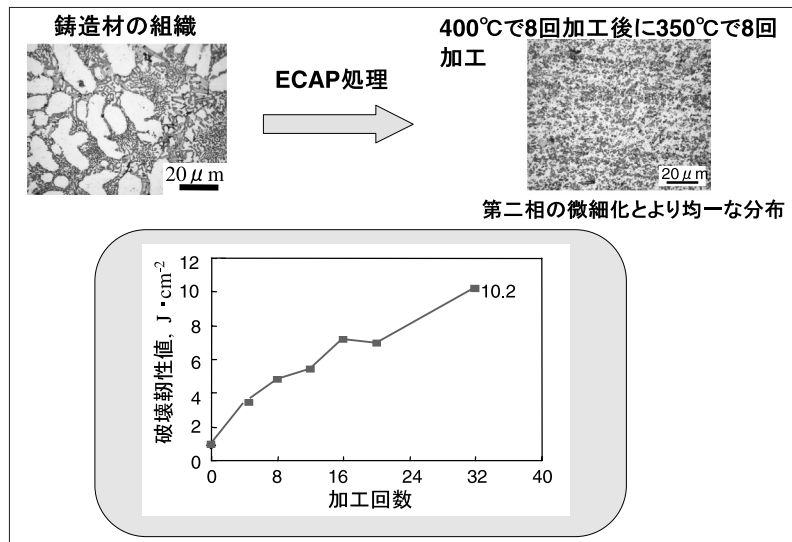 鋳造材の組織
400℃で8回加工後に350℃で8回
加工
ECAP処理
20μm
20μm
第二相の微細化とより均一な分布
破壊靭性値, J・cm-2
12
10
8
6
4
2
0
10.2
0 8 16 24 32 40
加工回数